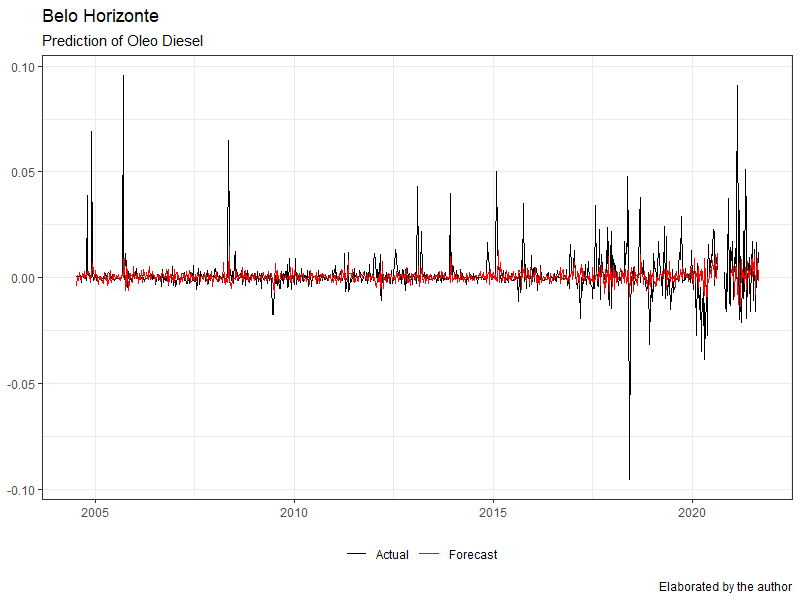 Belo Horizonte
Prediction of Oleo Diesel
0.10
0.05
0.00
-0.05
-0.10
2005 2010 2015 2020
Actual Forecast
Elaborated by the author